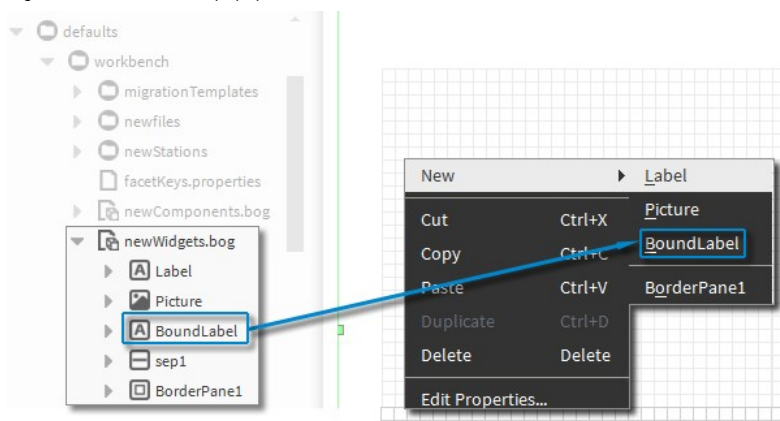 defaults
workbench
migrationTemplates
newfiles
newStations
facetKeys.properties
newComponents.bog
newWidgets.bog
Label
Picture
BoundLabel
sep1
BorderPane1
New
Cut Ctrl+X
Copy Ctrl+C
Paste Ctrl+V
Duplicate Ctrl+D
Delete Delete
Edit Properties...
Label
Picture
BoundLabel
BorderPane1